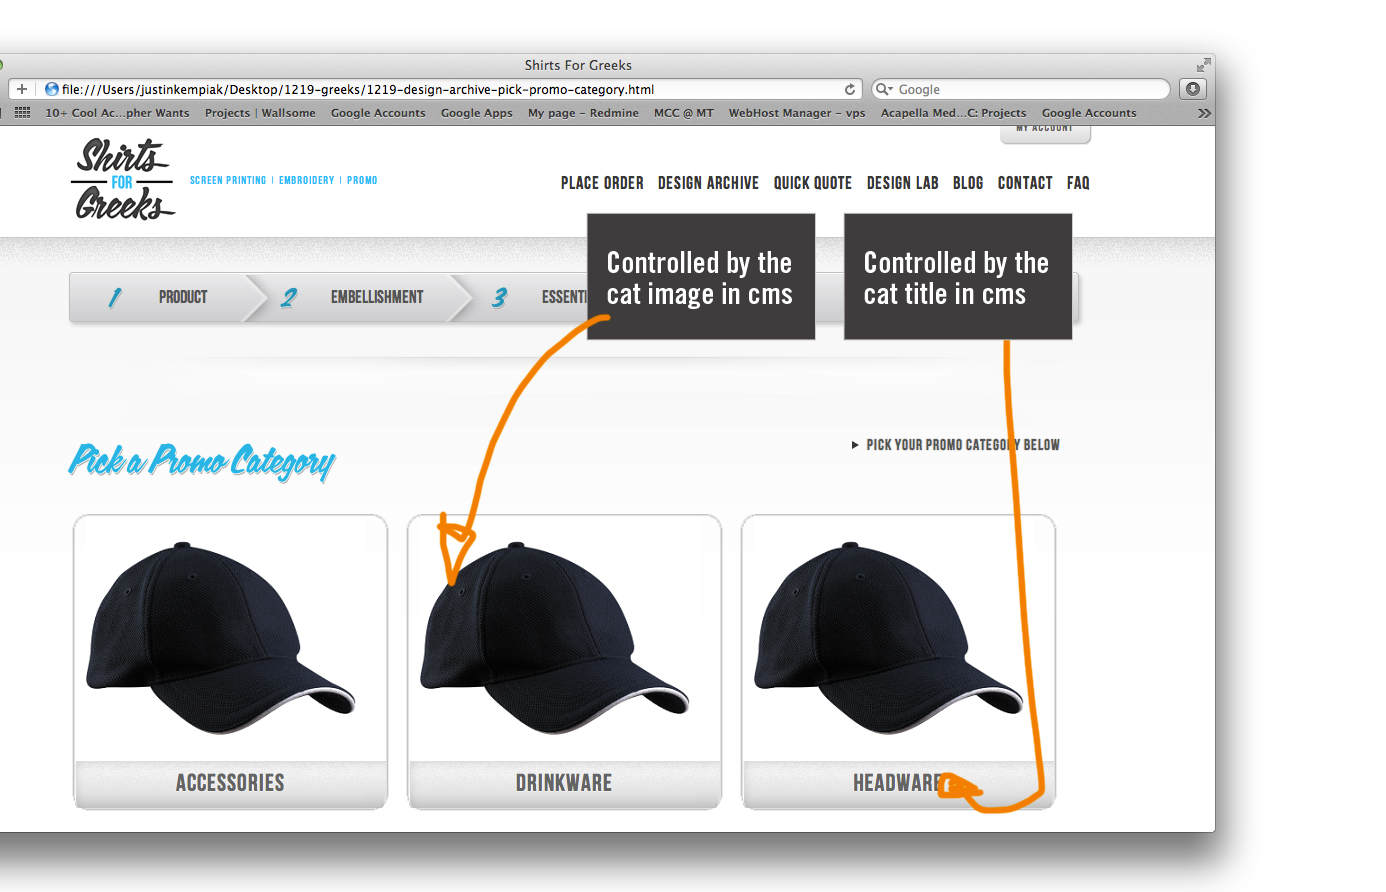 Shirts For Greeks
file:///Users/justinkempiak/Desktop/1219-greeks/1219-design-archive-pick-promo-category.html
Google
10+ Cool Ac...pher Wants Projects | Wallsome Google Accounts Google Apps My page – Redmine MCC @ MT WebHost Manager – vps Acapella Med...C: Projects Google Accounts
MY ACCOUNT
Shirts
FOR
Greeks
SCREEN PRINTING | EMBROIDERY | PROMO
PLACE ORDER DESIGN ARCHIVE QUICK QUOTE DESIGN LAB BLOG CONTACT FAQ
Controlled by the
cat image in cms
Controlled by the
cat title in cms
1 PRODUCT 2 EMBELLISHMENT 3 ESSENTI
Pick a Promo Category
PICK YOUR PROMO CATEGORY BELOW
ACCESSORIES
DRINKWARE
HEADWARE